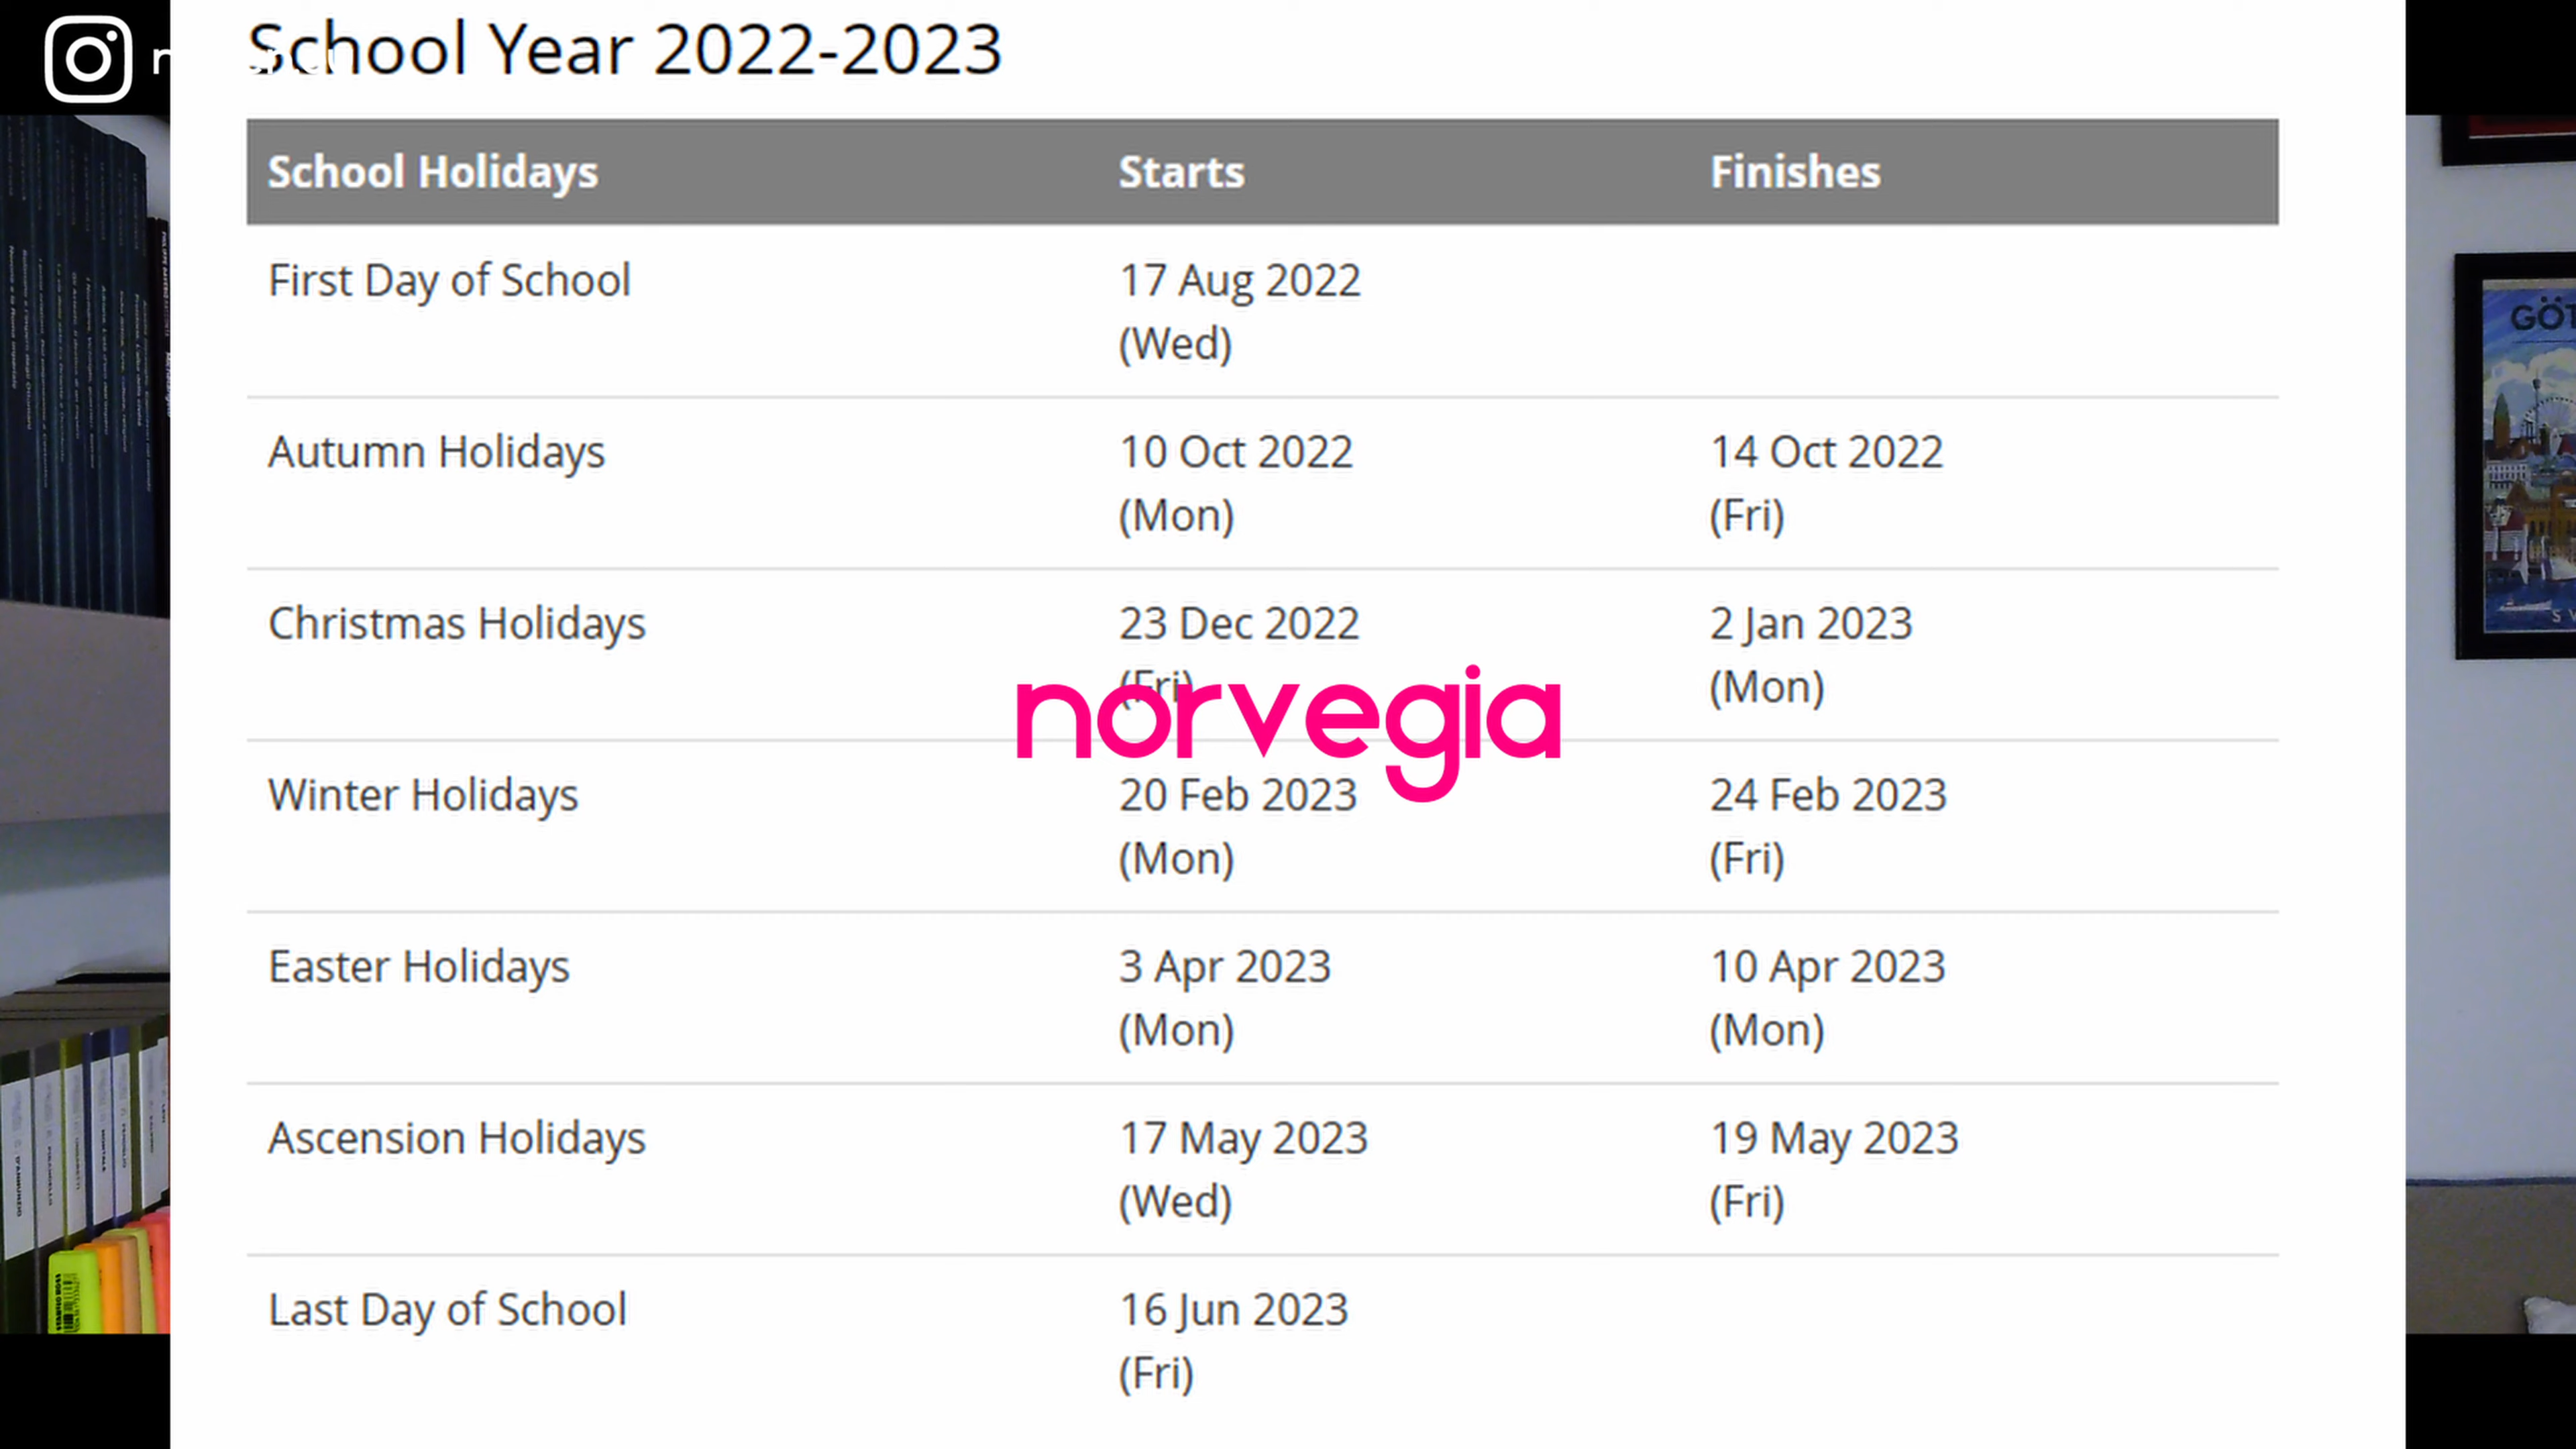 School Year 2022-2023
School Holidays Starts Finishes
First Day of School 17 Aug 2022
(Wed)
Autumn Holidays 10 Oct 2022 14 Oct 2022
(Mon) (Fri)
Christmas Holidays 23 Dec 2022 2 Jan 2023
(Fri) (Mon)
norvegia
Winter Holidays 20 Feb 2023 24 Feb 2023
(Mon) (Fri)
Easter Holidays 3 Apr 2023 10 Apr 2023
(Mon) (Mon)
Ascension Holidays 17 May 2023 19 May 2023
(Wed) (Fri)
Last Day of School 16 Jun 2023
(Fri)